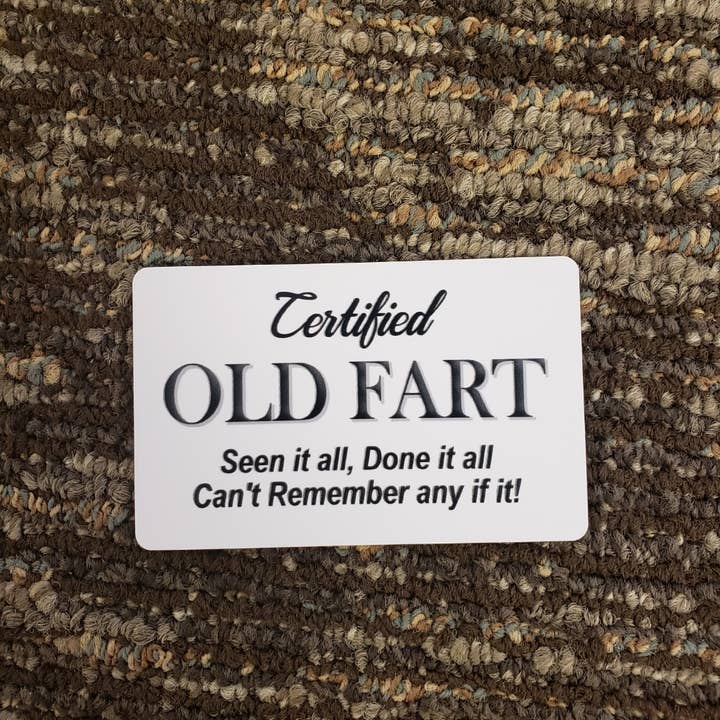 Certified
OLD FART
Seen it all, Done it all
Can't Remember any if it!